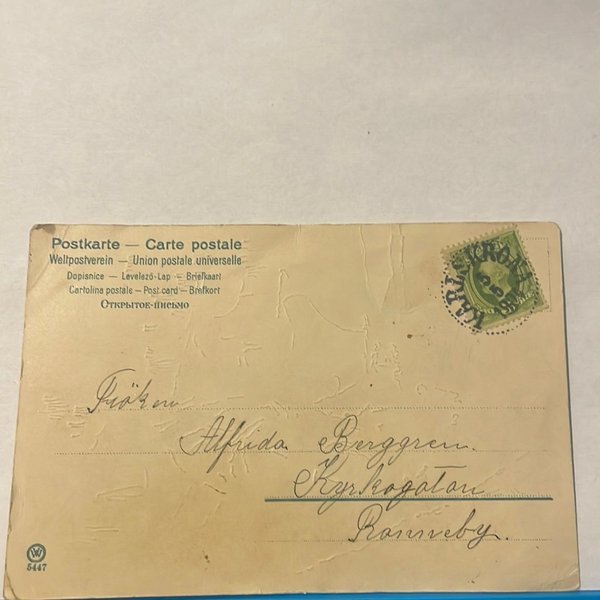 Postkarte — Carte postale
Weltpostverein — Union postale universelle
Dopisnice — Levelező-Lap — Briefkaart
Cartolina postale — Post card — Brefkort
Открытое-письмо
KARLSKRONA
Fröken
Alfrida Berggren.
Kyrkogatan
Ronneby.
W
5447